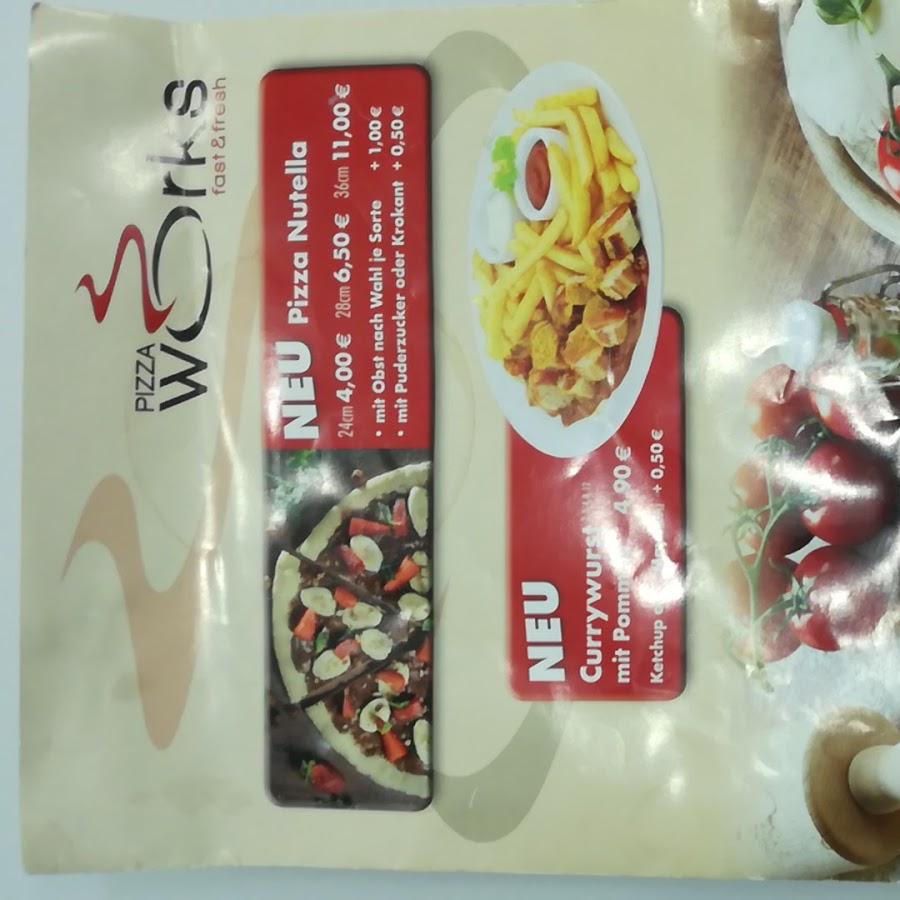 PIZZA
works
fast & fresh
NEU Pizza Nutella
24cm 4,00 € 28cm 6,50 € 36cm 11,00 €
• mit Obst nach Wahl je Sorte + 1,00 €
• mit Puderzucker oder Krokant + 0,50 €
NEU
Currywurst
mit 4,90 €
Ketchup + 0,50 €